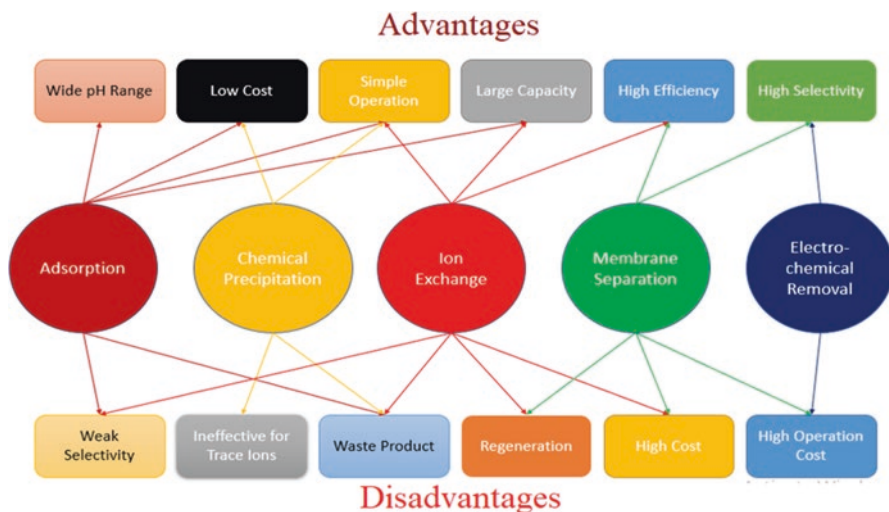 Advantages
Wide pH Range
Low Cost
Simple
Operation
Large Capacity
High Efficiency
High Selectivity
Adsorption
Chemical
Precipitation
Ion
Exchange
Membrane
Separation
Electro-
chemical
Removal
Weak
Selectivity
Ineffective for
Trace Ions
Waste Product
Regeneration
High Cost
High Operation
Cost
Disadvantages